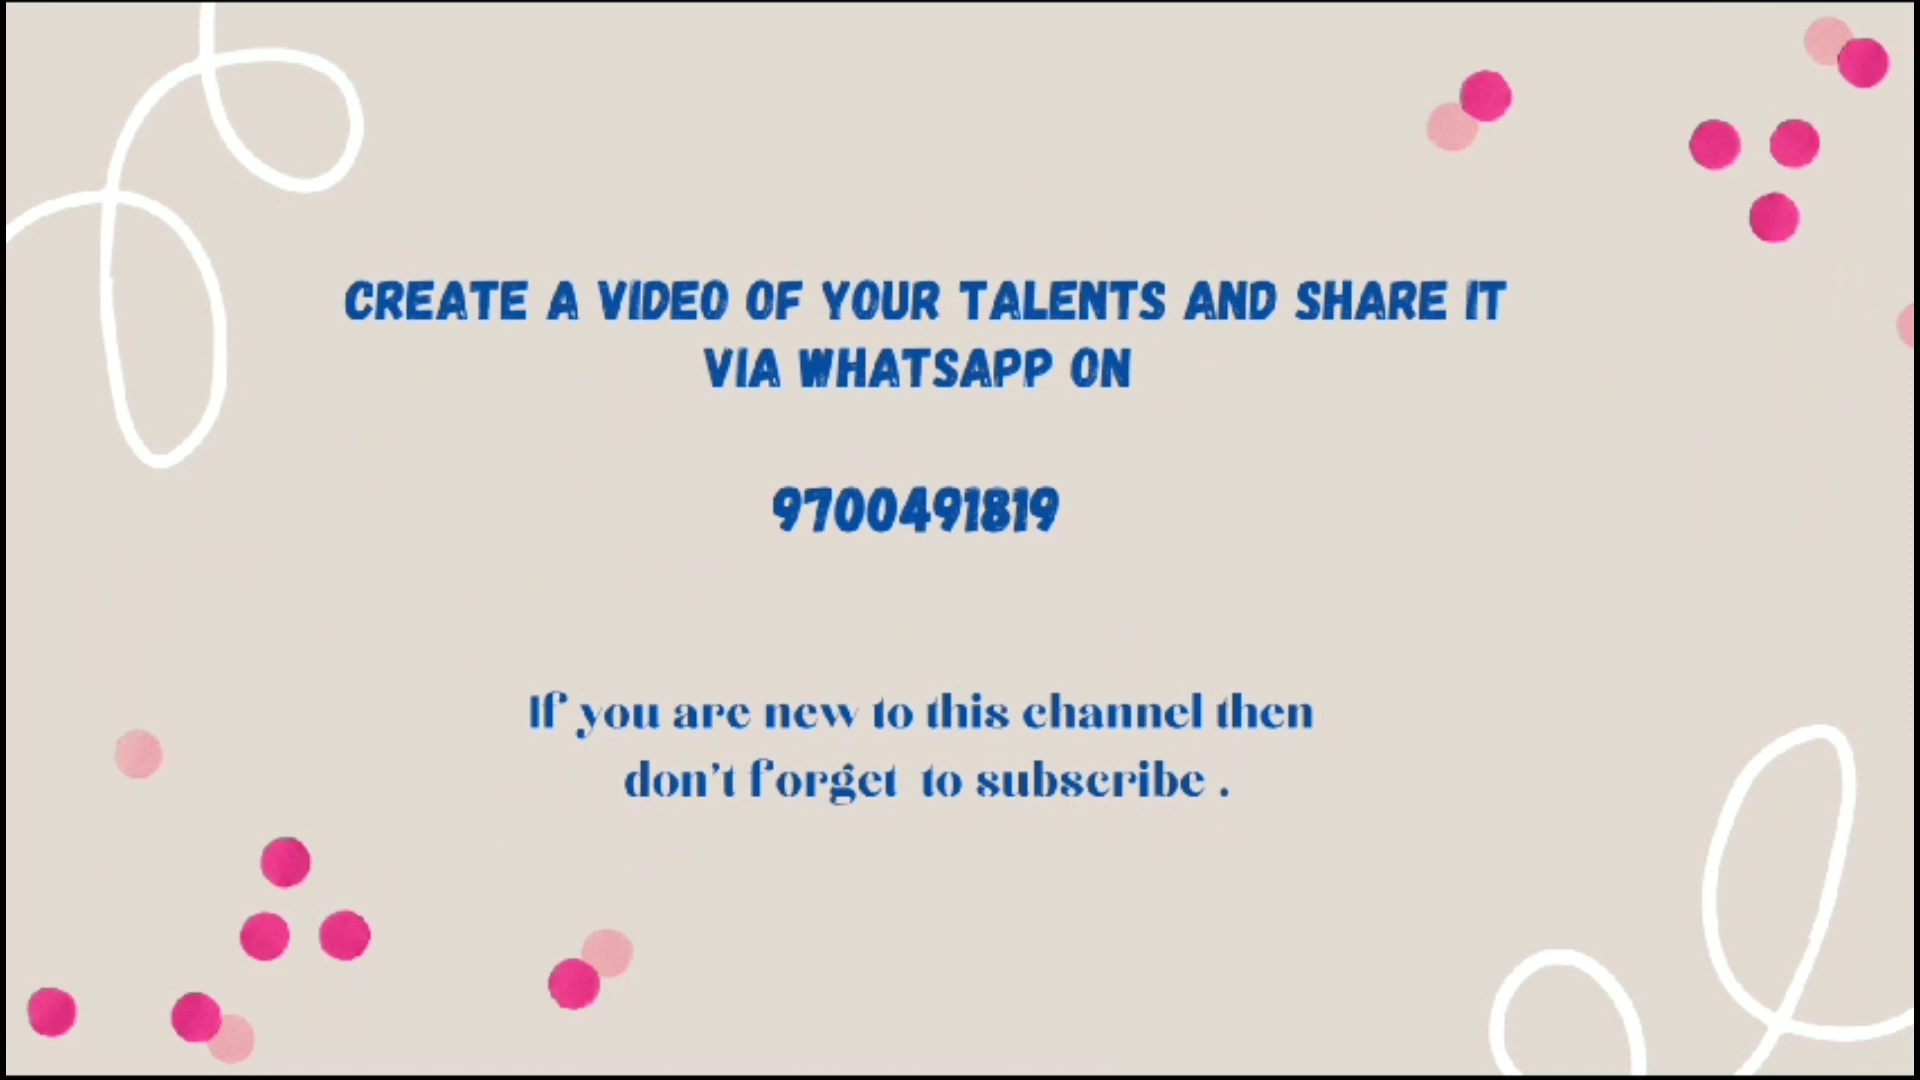 CREATE A VIDEO OF YOUR TALENTS AND SHARE IT
VIA WHATSAPP ON
9700491819
If you are new to this channel then
don't forget to subscribe .